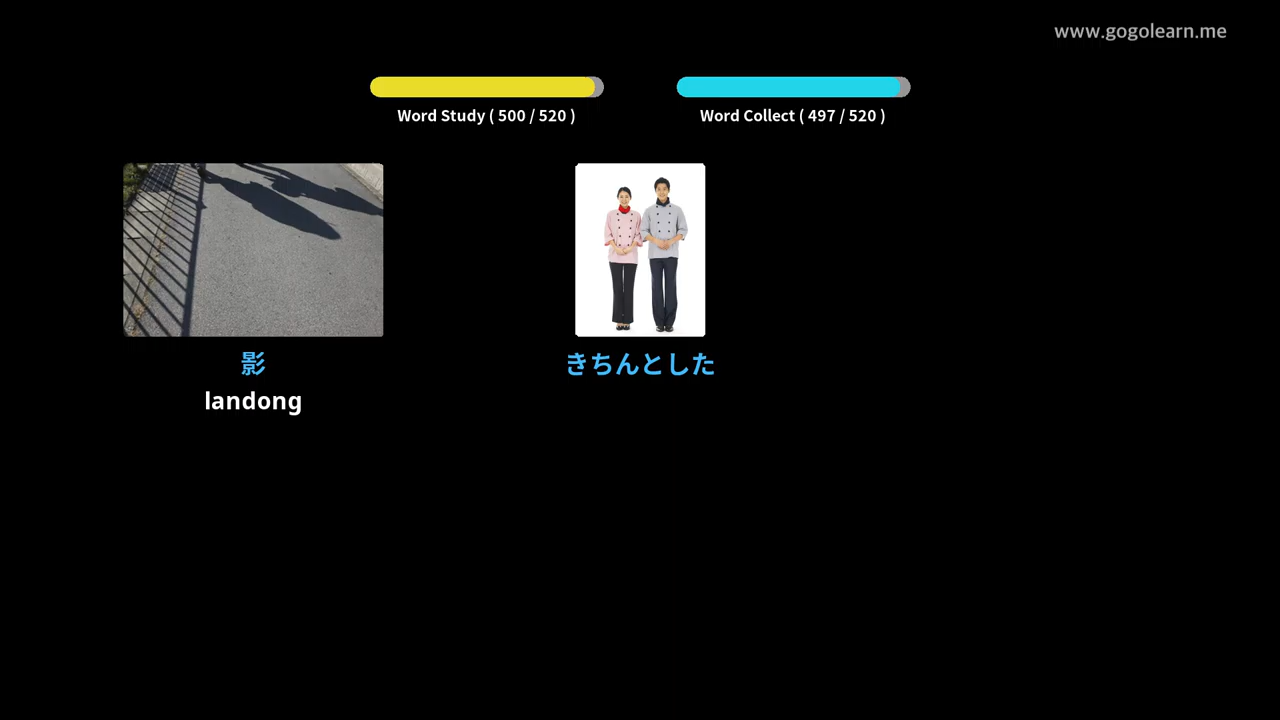 www.gogolearn.me
Word Study ( 500 / 520 )
Word Collect ( 497 / 520 )
影
landong
きちんとした